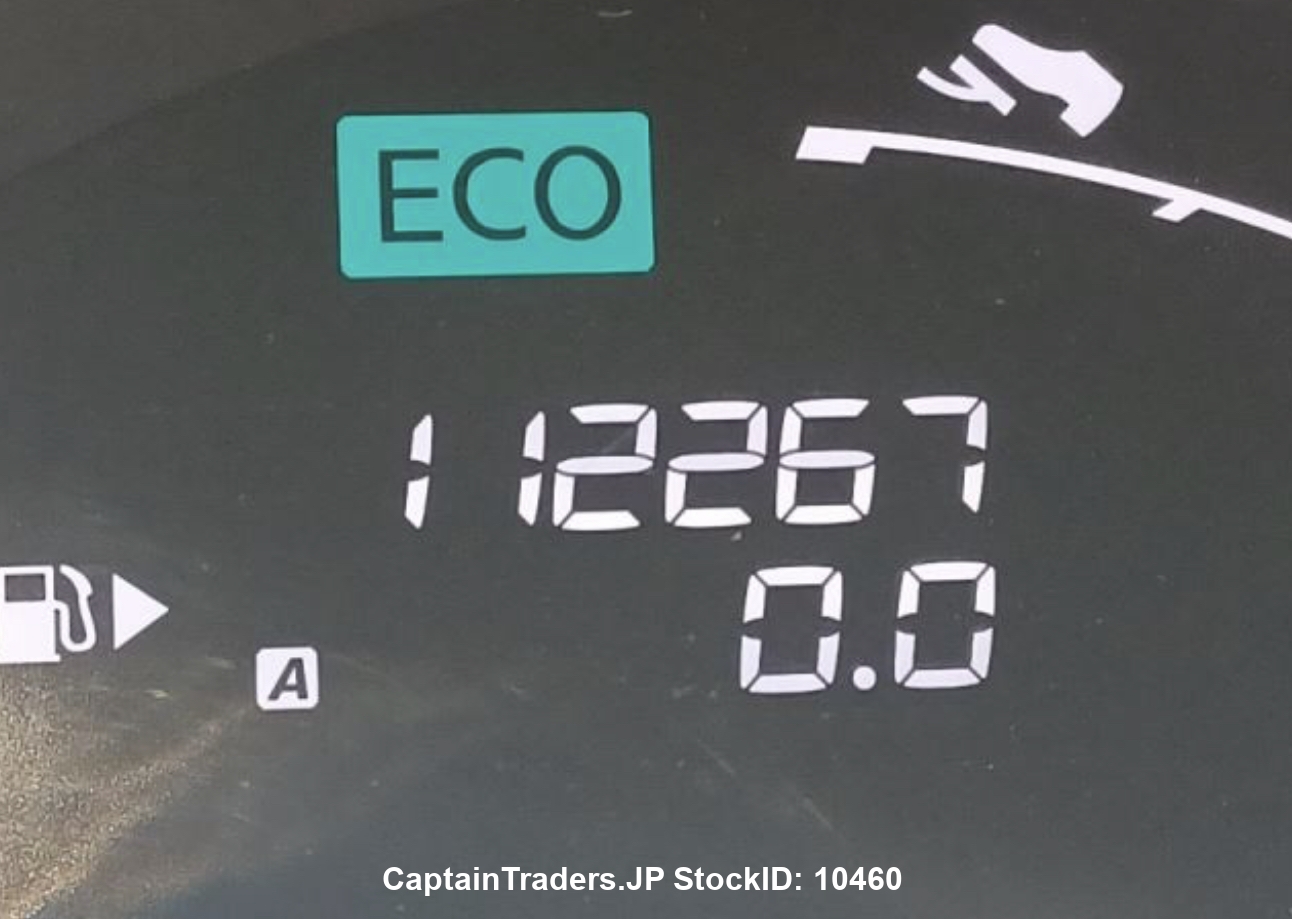 ECO
112267
0.0
A
CaptainTraders.JP StockID: 10460